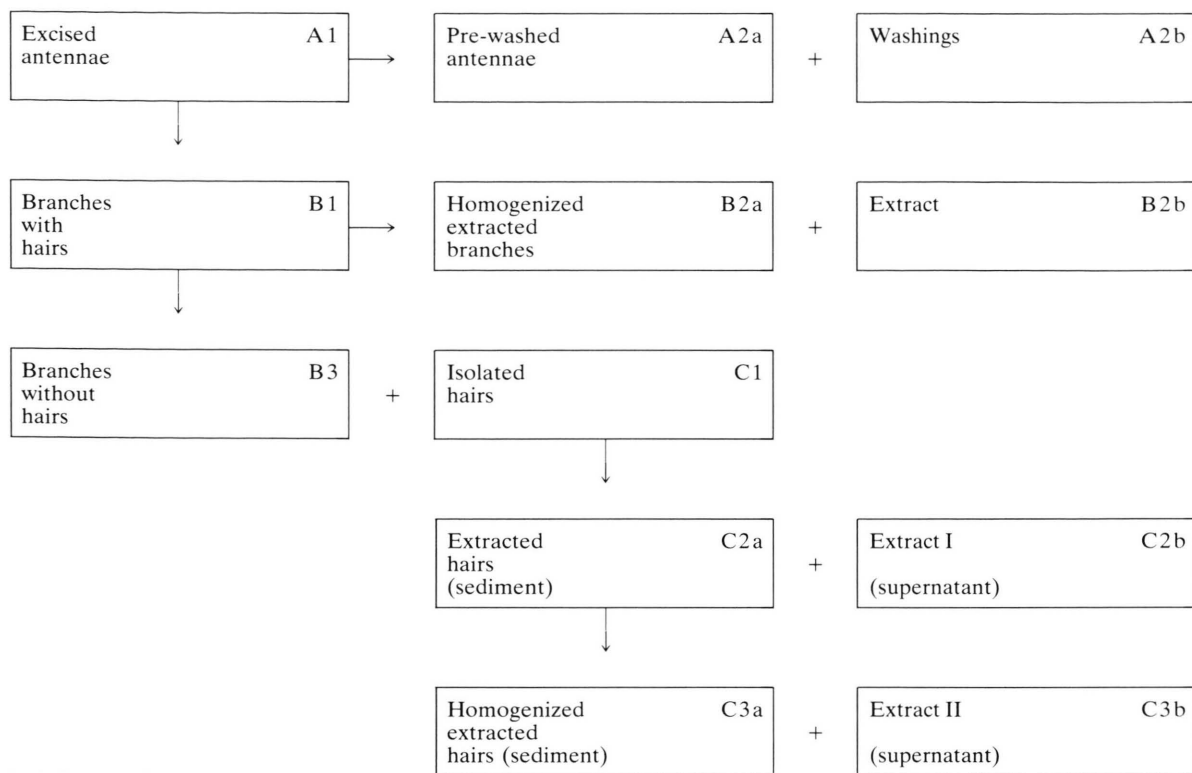 Excised A1
antennae
Pre-washed A2a
antennae
+
Washings A2b
Branches B1
with
hairs
Homogenized B2a
extracted
branches
+
Extract B2b
Branches B3
without
hairs
+
Isolated C1
hairs
Extracted C2a
hairs
(sediment)
+
Extract I C2b
(supernatant)
Homogenized C3a
extracted
hairs (sediment)
+
Extract II C3b
(supernatant)